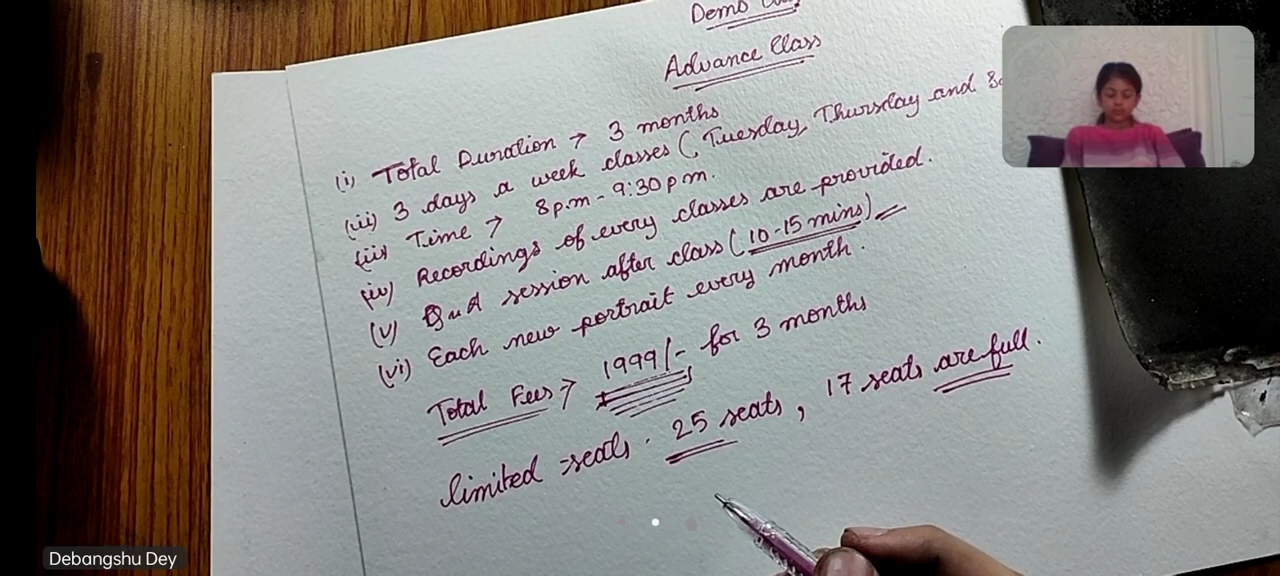 Demo Class
Advance Class
(i) Total Duration → 3 months
(ii) 3 days a week classes (Tuesday, Thursday and
(iii) Time → 8 p.m - 9:30 p m.
(iv) Recordings of every classes are provided.
(v) Q n A session after class (10-15 mins)
(vi) Each new portrait every month.
Total Fees → 1999/- for 3 months
limited seats. 25 seats, 17 seats are full.
Debangshu Dey